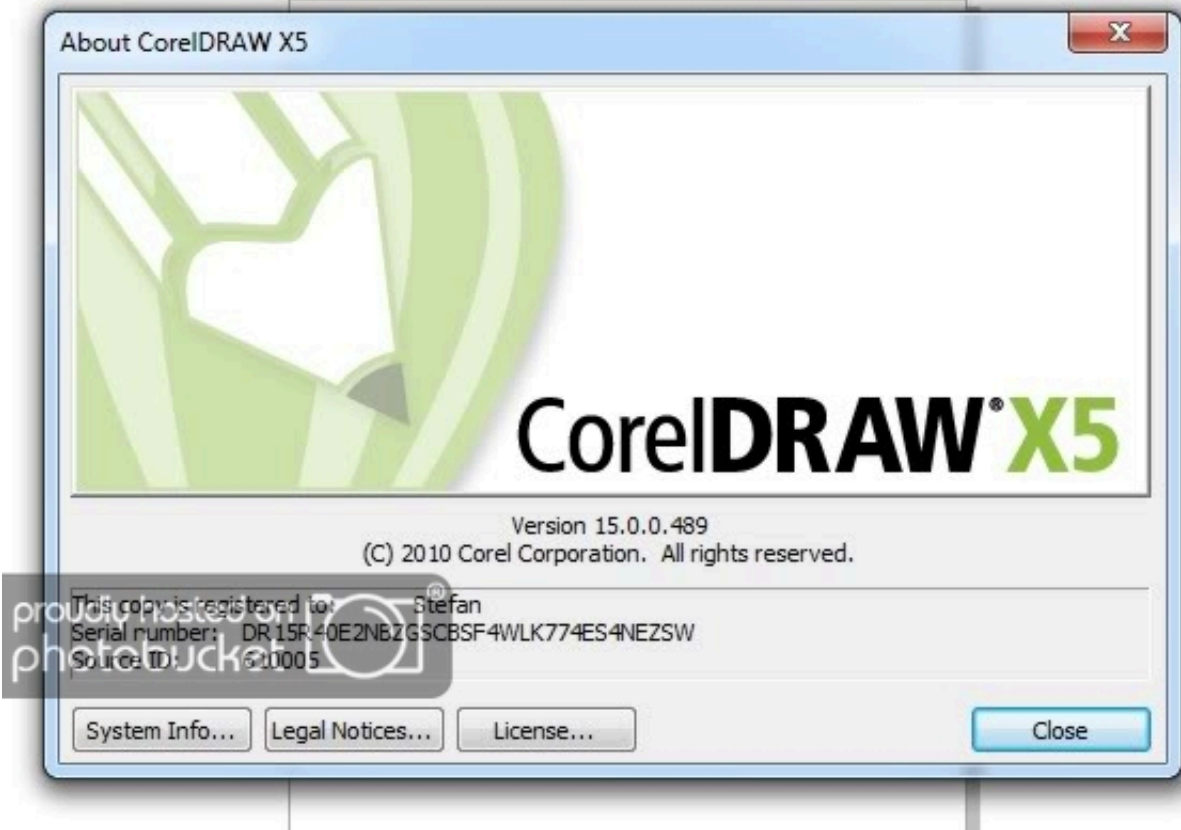 About CorelDRAW X5
X
CorelDRAW® X5
Version 15.0.0.489
(C) 2010 Corel Corporation. All rights reserved.
This copy is registered to: Stefan
Serial number: DR15R40E2NBZGSCBSF4WLK774ES4NEZSW
Source ID:
proudly hosted on
photobucket ®
System Info... Legal Notices... License... Close